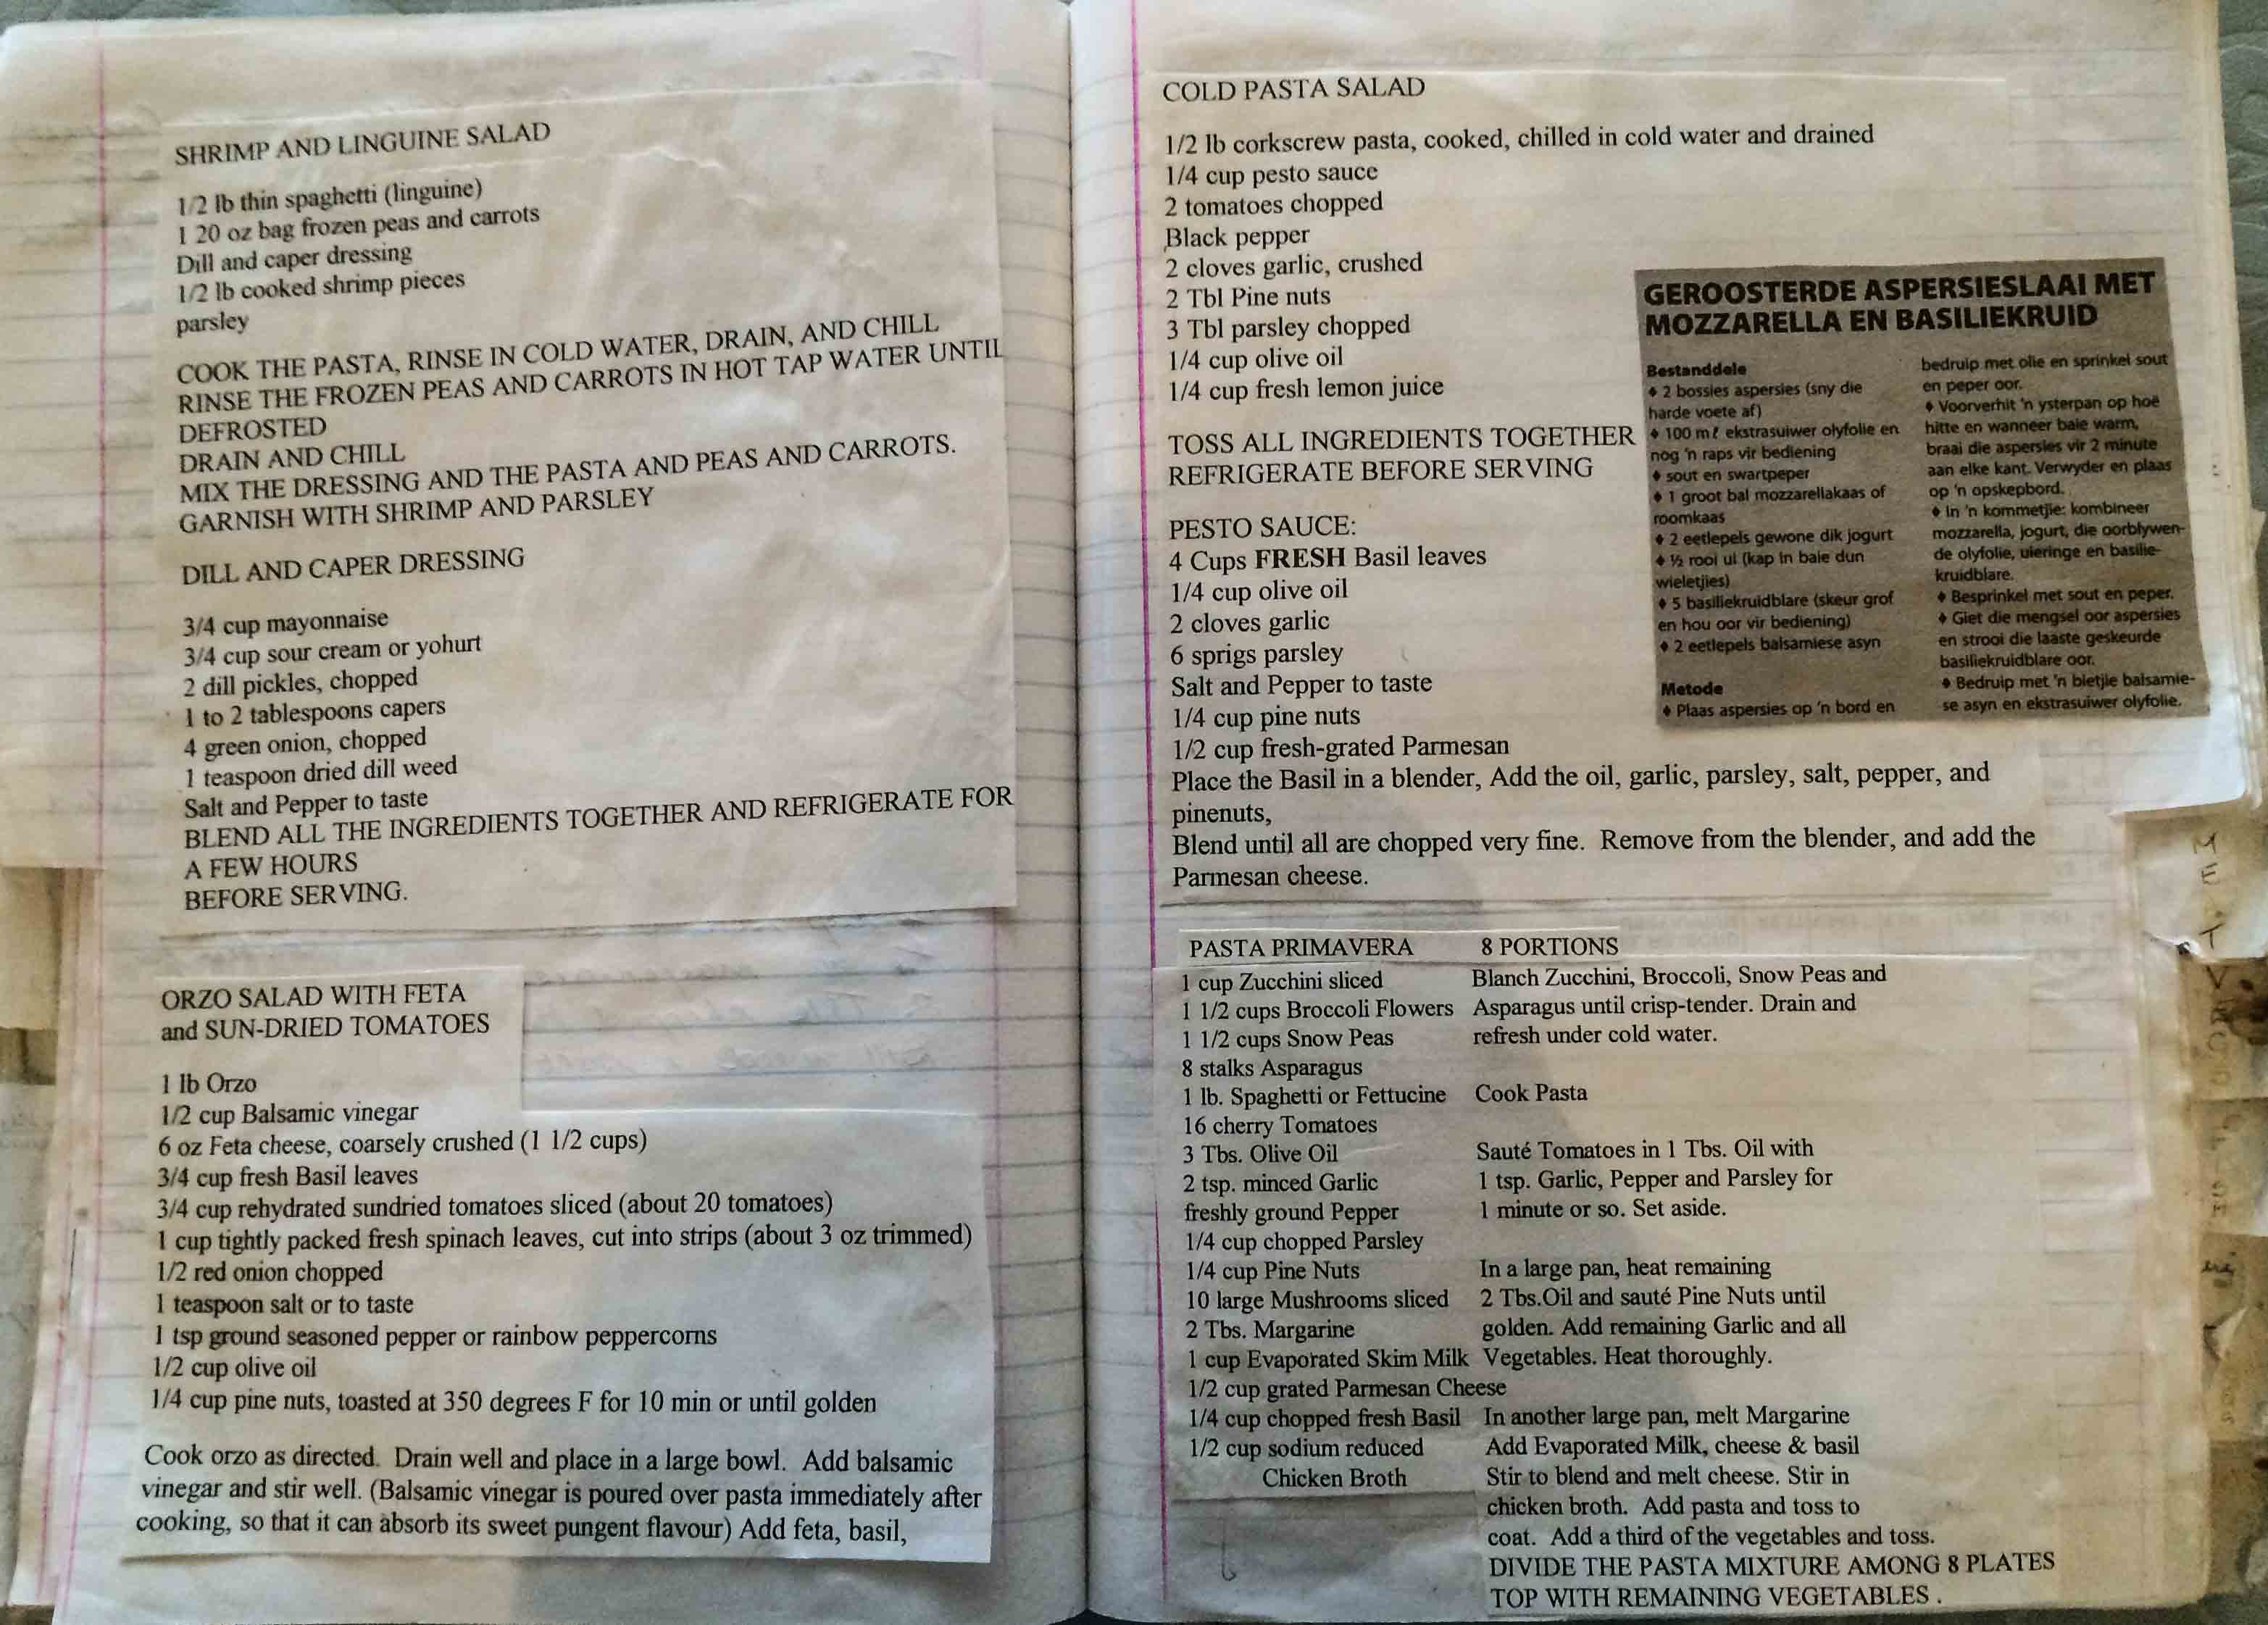 SHRIMP AND LINGUINE SALAD
1/2 lb thin spaghetti (linguine)
1 20 oz bag frozen peas and carrots
Dill and caper dressing
1/2 lb cooked shrimp pieces
parsley
COOK THE PASTA, RINSE IN COLD WATER, DRAIN, AND CHILL
RINSE THE FROZEN PEAS AND CARROTS IN HOT TAP WATER UNTIL
DEFROSTED
DRAIN AND CHILL
MIX THE DRESSING AND THE PASTA AND PEAS AND CARROTS.
GARNISH WITH SHRIMP AND PARSLEY
DILL AND CAPER DRESSING
3/4 cup mayonnaise
3/4 cup sour cream or yohurt
2 dill pickles, chopped
1 to 2 tablespoons capers
4 green onion, chopped
1 teaspoon dried dill weed
Salt and Pepper to taste
BLEND ALL THE INGREDIENTS TOGETHER AND REFRIGERATE FOR
A FEW HOURS
BEFORE SERVING.
ORZO SALAD WITH FETA
and SUN-DRIED TOMATOES
1 lb Orzo
1/2 cup Balsamic vinegar
6 oz Feta cheese, coarsely crushed (1 1/2 cups)
3/4 cup fresh Basil leaves
3/4 cup rehydrated sundried tomatoes sliced (about 20 tomatoes)
1 cup tightly packed fresh spinach leaves, cut into strips (about 3 oz trimmed)
1/2 red onion chopped
1 teaspoon salt or to taste
1 tsp ground seasoned pepper or rainbow peppercorns
1/2 cup olive oil
1/4 cup pine nuts, toasted at 350 degrees F for 10 min or until golden
Cook orzo as directed. Drain well and place in a large bowl. Add balsamic
vinegar and stir well. (Balsamic vinegar is poured over pasta immediately after
cooking, so that it can absorb its sweet pungent flavour) Add feta, basil,
COLD PASTA SALAD
1/2 lb corkscrew pasta, cooked, chilled in cold water and drained
1/4 cup pesto sauce
2 tomatoes chopped
Black pepper
2 cloves garlic, crushed
2 Tbl Pine nuts
3 Tbl parsley chopped
1/4 cup olive oil
1/4 cup fresh lemon juice
TOSS ALL INGREDIENTS TOGETHER
REFRIGERATE BEFORE SERVING
PESTO SAUCE:
4 Cups FRESH Basil leaves
1/4 cup olive oil
2 cloves garlic
6 sprigs parsley
Salt and Pepper to taste
1/4 cup pine nuts
1/2 cup fresh-grated Parmesan
Place the Basil in a blender, Add the oil, garlic, parsley, salt, pepper, and
pinenuts,
Blend until all are chopped very fine. Remove from the blender, and add the
Parmesan cheese.
GEROOSTERDE ASPERSIESLAAI MET
MOZZARELLA EN BASILIEKRUID
Bestanddele
♦ 2 bossies aspersies (sny die
harde voete af)
♦ 100 mℓ ekstrasuiwer olyfolie en
nog 'n raps vir bediening
♦ sout en swartpeper
♦ 1 groot bal mozzarellakaas of
roomkaas
♦ 2 eetlepels gewone dik jogurt
♦ ½ rooi ui (kap in baie dun
wieletjies)
♦ 5 basiliekruidblare (skeur grof
en hou oor vir bediening)
♦ 2 eetlepels balsamiese asyn
Metode
♦ Plaas aspersies op 'n bord en
bedruip met olie en sprinkel sout
en peper oor.
♦ Voorverhit 'n ysterpan op hoë
hitte en wanneer baie warm,
braai die aspersies vir 2 minute
aan elke kant. Verwyder en plaas
op 'n opskepbord.
♦ In 'n kommetjie: kombineer
mozzarella, jogurt, die oorblywen-
de olyfolie, uieringe en basilie-
kruidblare.
♦ Besprinkel met sout en peper.
♦ Giet die mengsel oor aspersies
en strooi die laaste geskeurde
basiliekruidblare oor.
♦ Bedruip met 'n bietjie balsamie-
se asyn en ekstrasuiwer olyfolie.
PASTA PRIMAVERA 8 PORTIONS
1 cup Zucchini sliced
1 1/2 cups Broccoli Flowers
1 1/2 cups Snow Peas
8 stalks Asparagus
1 lb. Spaghetti or Fettucine
16 cherry Tomatoes
3 Tbs. Olive Oil
2 tsp. minced Garlic
freshly ground Pepper
1/4 cup chopped Parsley
1/4 cup Pine Nuts
10 large Mushrooms sliced
2 Tbs. Margarine
1 cup Evaporated Skim Milk
1/2 cup grated Parmesan Cheese
1/4 cup chopped fresh Basil
1/2 cup sodium reduced
Chicken Broth
Blanch Zucchini, Broccoli, Snow Peas and
Asparagus until crisp-tender. Drain and
refresh under cold water.
Cook Pasta
Sauté Tomatoes in 1 Tbs. Oil with
1 tsp. Garlic, Pepper and Parsley for
1 minute or so. Set aside.
In a large pan, heat remaining
2 Tbs.Oil and sauté Pine Nuts until
golden. Add remaining Garlic and all
Vegetables. Heat thoroughly.
In another large pan, melt Margarine
Add Evaporated Milk, cheese & basil
Stir to blend and melt cheese. Stir in
chicken broth. Add pasta and toss to
coat. Add a third of the vegetables and toss.
DIVIDE THE PASTA MIXTURE AMONG 8 PLATES
TOP WITH REMAINING VEGETABLES .